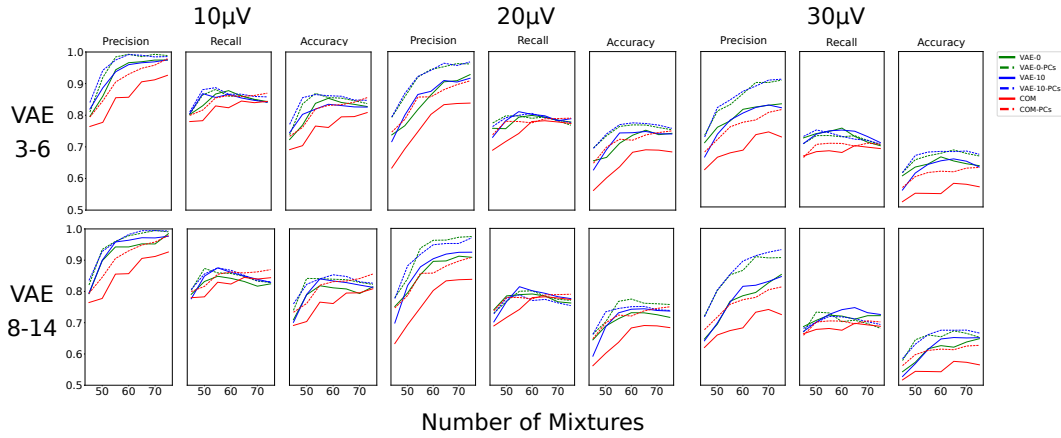 10μV 20μV 30μV
Precision Recall Accuracy Precision Recall Accuracy Precision Recall Accuracy
1.0
0.9
0.8
0.7
0.6
0.5
VAE
3-6
VAE-0
VAE-0-PCs
VAE-10
VAE-10-PCs
COM
COM-PCs
1.0
0.9
0.8
0.7
0.6
0.5
VAE
8-14
50 60 70 50 60 70 50 60 70 50 60 70 50 60 70 50 60 70 50 60 70 50 60 70 50 60 70
Number of Mixtures